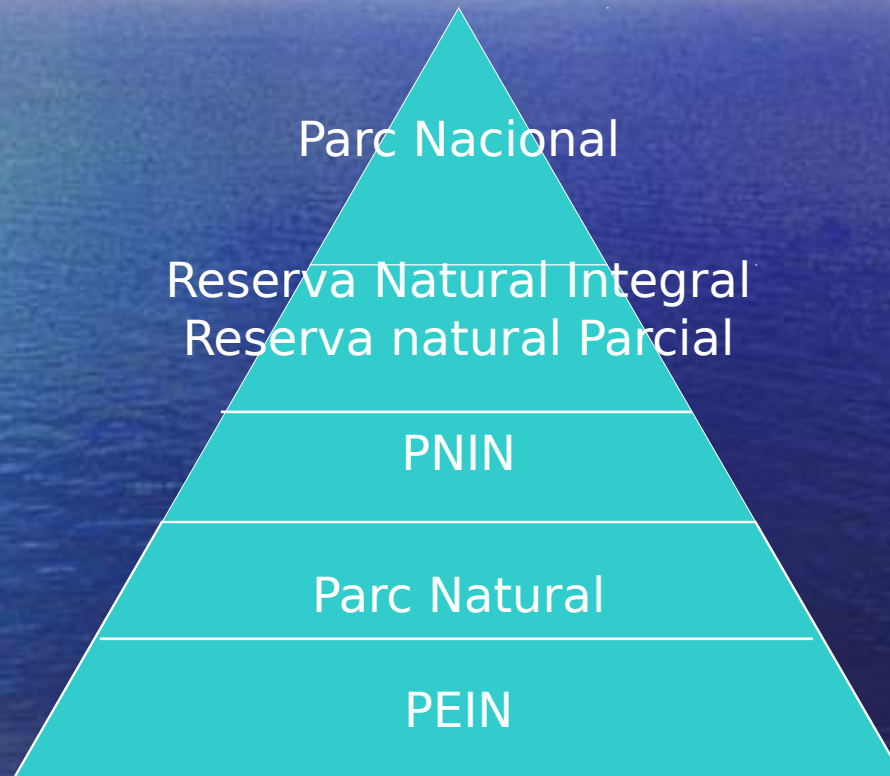 Parc Nacional
Reserva Natural Integral
Reserva natural Parcial
PNIN
Parc Natural
PEIN